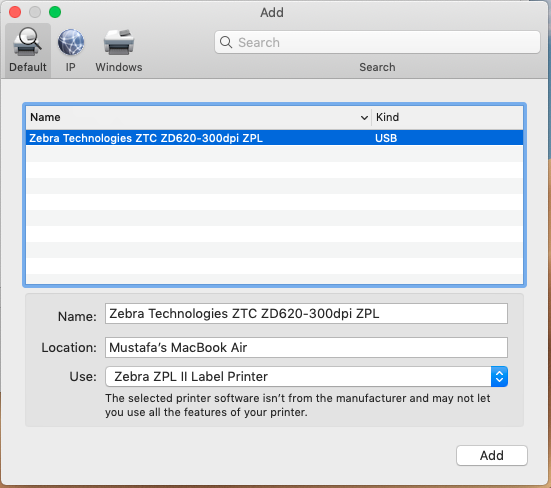 Add
Default
IP
Windows
Search
Search
Name
Kind
Zebra Technologies ZTC ZD620-300dpi ZPL
USB
Name:
Zebra Technologies ZTC ZD620-300dpi ZPL
Location:
Mustafa’s MacBook Air
Use:
Zebra ZPL II Label Printer
The selected printer software isn’t from the manufacturer and may not let
you use all the features of your printer.
Add